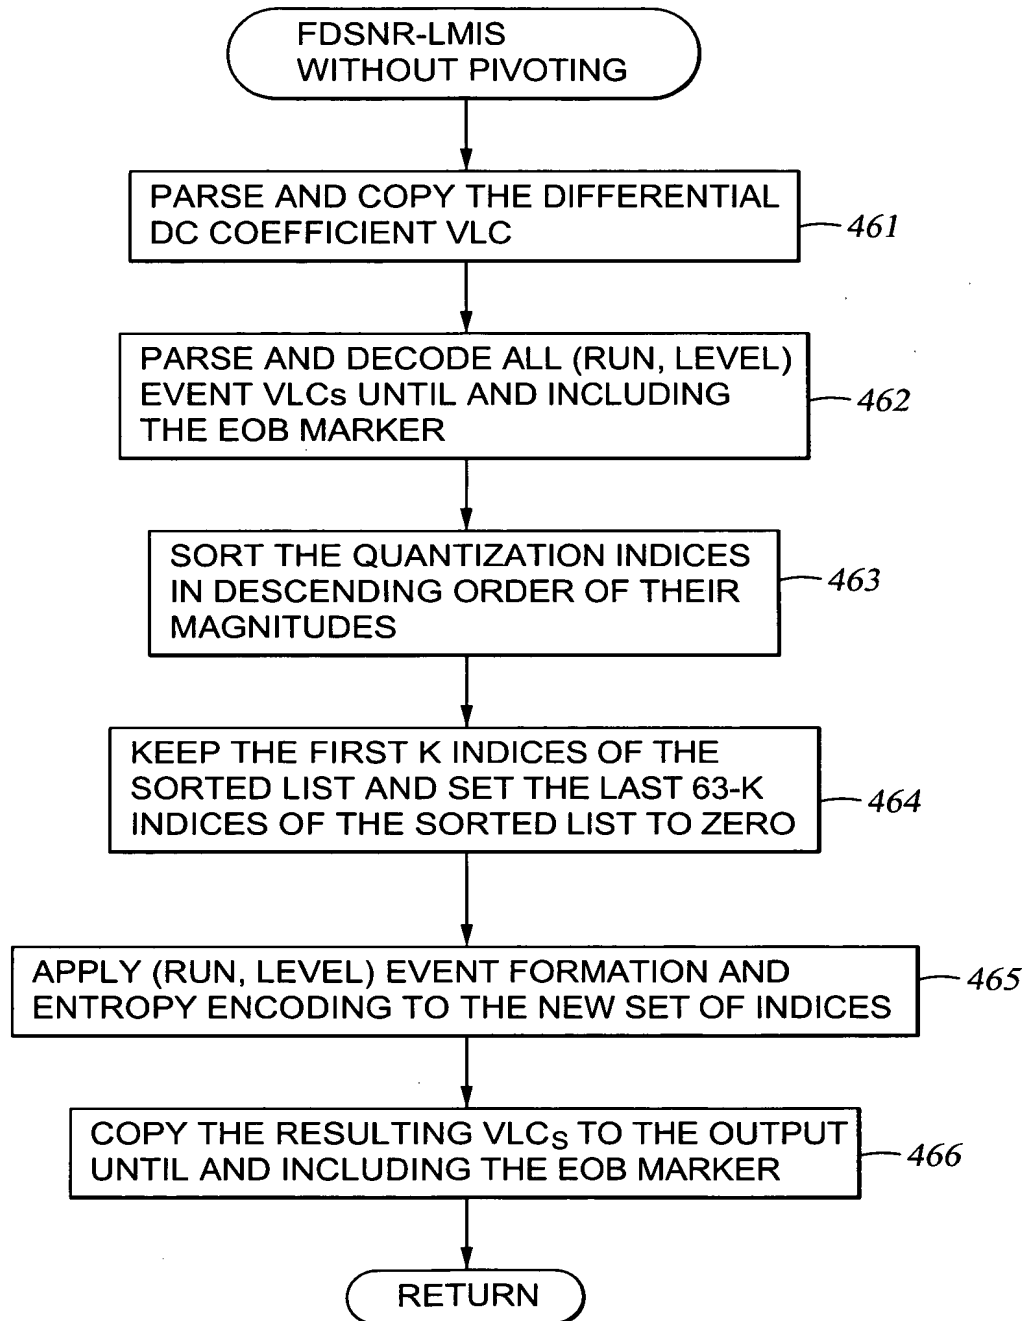 FDSNR-LMIS
WITHOUT PIVOTING
PARSE AND COPY THE DIFFERENTIAL
DC COEFFICIENT VLC
461
PARSE AND DECODE ALL (RUN, LEVEL)
EVENT VLCs UNTIL AND INCLUDING
THE EOB MARKER
462
SORT THE QUANTIZATION INDICES
IN DESCENDING ORDER OF THEIR
MAGNITUDES
463
KEEP THE FIRST K INDICES OF THE
SORTED LIST AND SET THE LAST 63-K
INDICES OF THE SORTED LIST TO ZERO
464
APPLY (RUN, LEVEL) EVENT FORMATION AND
ENTROPY ENCODING TO THE NEW SET OF INDICES
465
COPY THE RESULTING VLCS TO THE OUTPUT
UNTIL AND INCLUDING THE EOB MARKER
466
RETURN